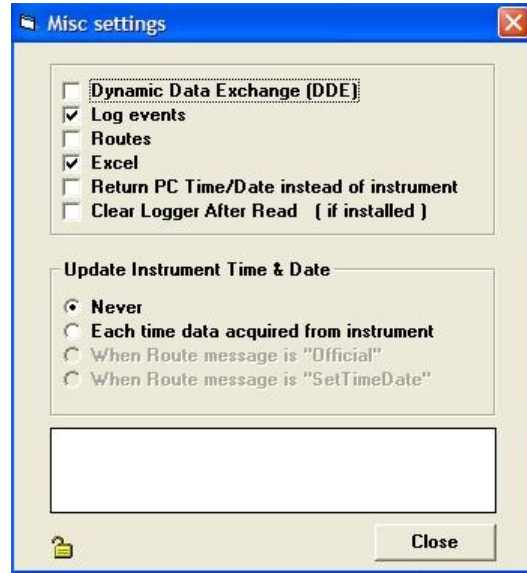 Misc settings
Dynamic Data Exchange (DDE)
Log events
Routes
Excel
Return PC Time/Date instead of instrument
Clear Logger After Read ( if installed )
Update Instrument Time & Date
Never
Each time data acquired from instrument
When Route message is "Official"
When Route message is "SetTimeDate"
Close